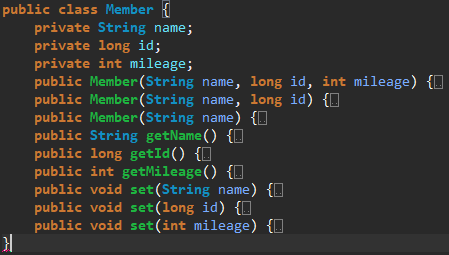 public class Member {
    private String name;
    private long id;
    private int mileage;
    public Member(String name, long id, int mileage) {
    public Member(String name, long id) {
    public Member(String name) {
    public String getName() {
    public long getId() {
    public int getMileage() {
    public void set(String name) {
    public void set(long id) {
    public void set(int mileage) {
}